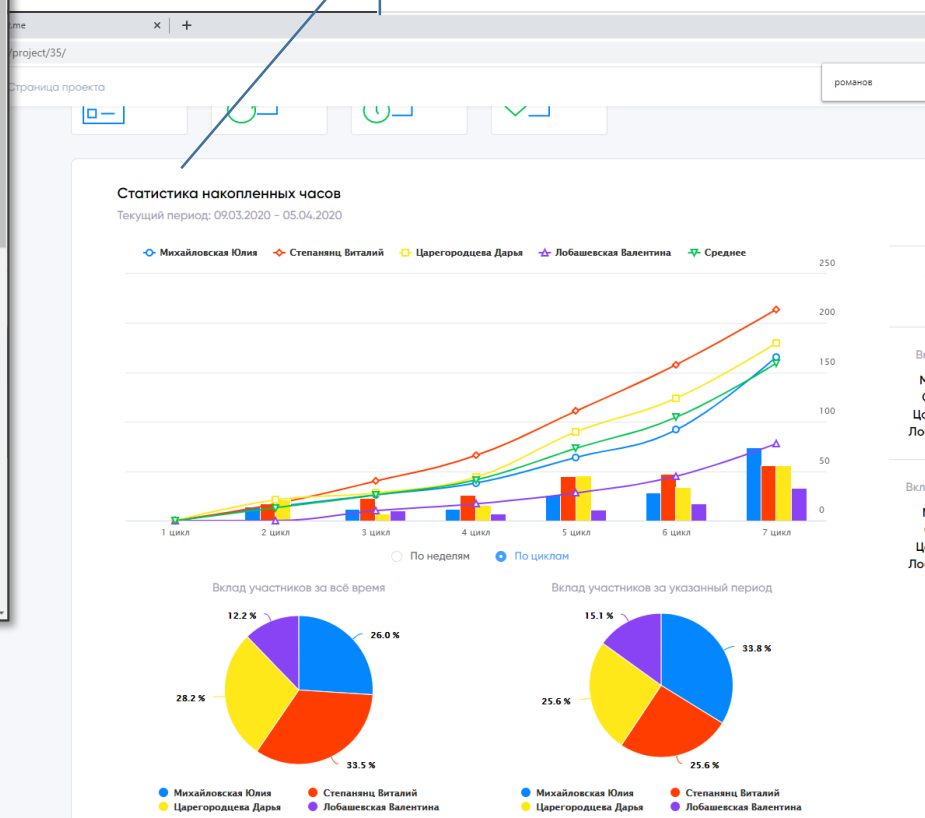 .me × +
/project/35/
Страница проекта
романов
Статистика накопленных часов
Текущий период: 09.03.2020 - 05.04.2020
Михайловская Юлия Степанянц Виталий Царегородцева Дарья Лобашевская Валентина Среднее
250
200
150
100
50
0
1 цикл 2 цикл 3 цикл 4 цикл 5 цикл 6 цикл 7 цикл
По неделям По циклам
Вклад участников за всё время
12.2 %
26.0 %
28.2 %
33.5 %
Михайловская Юлия Степанянц Виталий
Царегородцева Дарья Лобашевская Валентина
Вклад участников за указанный период
15.1 %
33.8 %
25.6 %
25.6 %
Михайловская Юлия Степанянц Виталий
Царегородцева Дарья Лобашевская Валентина